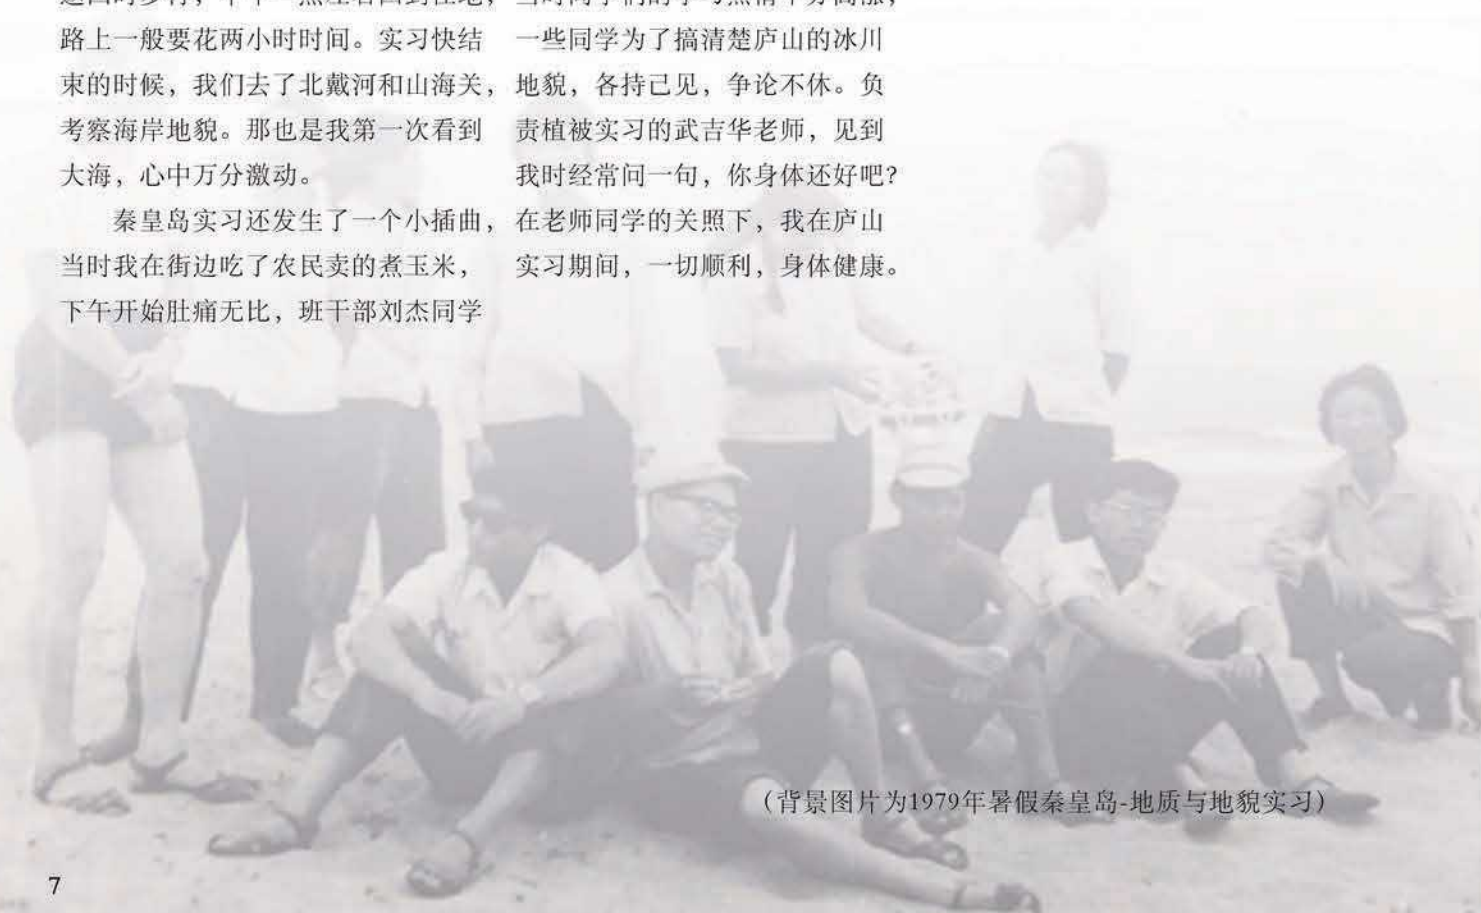 路上一般要花两小时时间。实习快结
束的时候，我们去了北戴河和山海关，
考察海岸地貌。那也是我第一次看到
大海，心中万分激动。
秦皇岛实习还发生了一个小插曲，
当时我在街边吃了农民卖的煮玉米，
下午开始肚痛无比，班干部刘杰同学
一些同学为了搞清楚庐山的冰川
地貌，各持己见，争论不休。负
责植被实习的武吉华老师，见到
我时经常问一句，你身体还好吧？
在老师同学的关照下，我在庐山
实习期间，一切顺利，身体健康。
（背景图片为1979年暑假秦皇岛-地质与地貌实习）
7